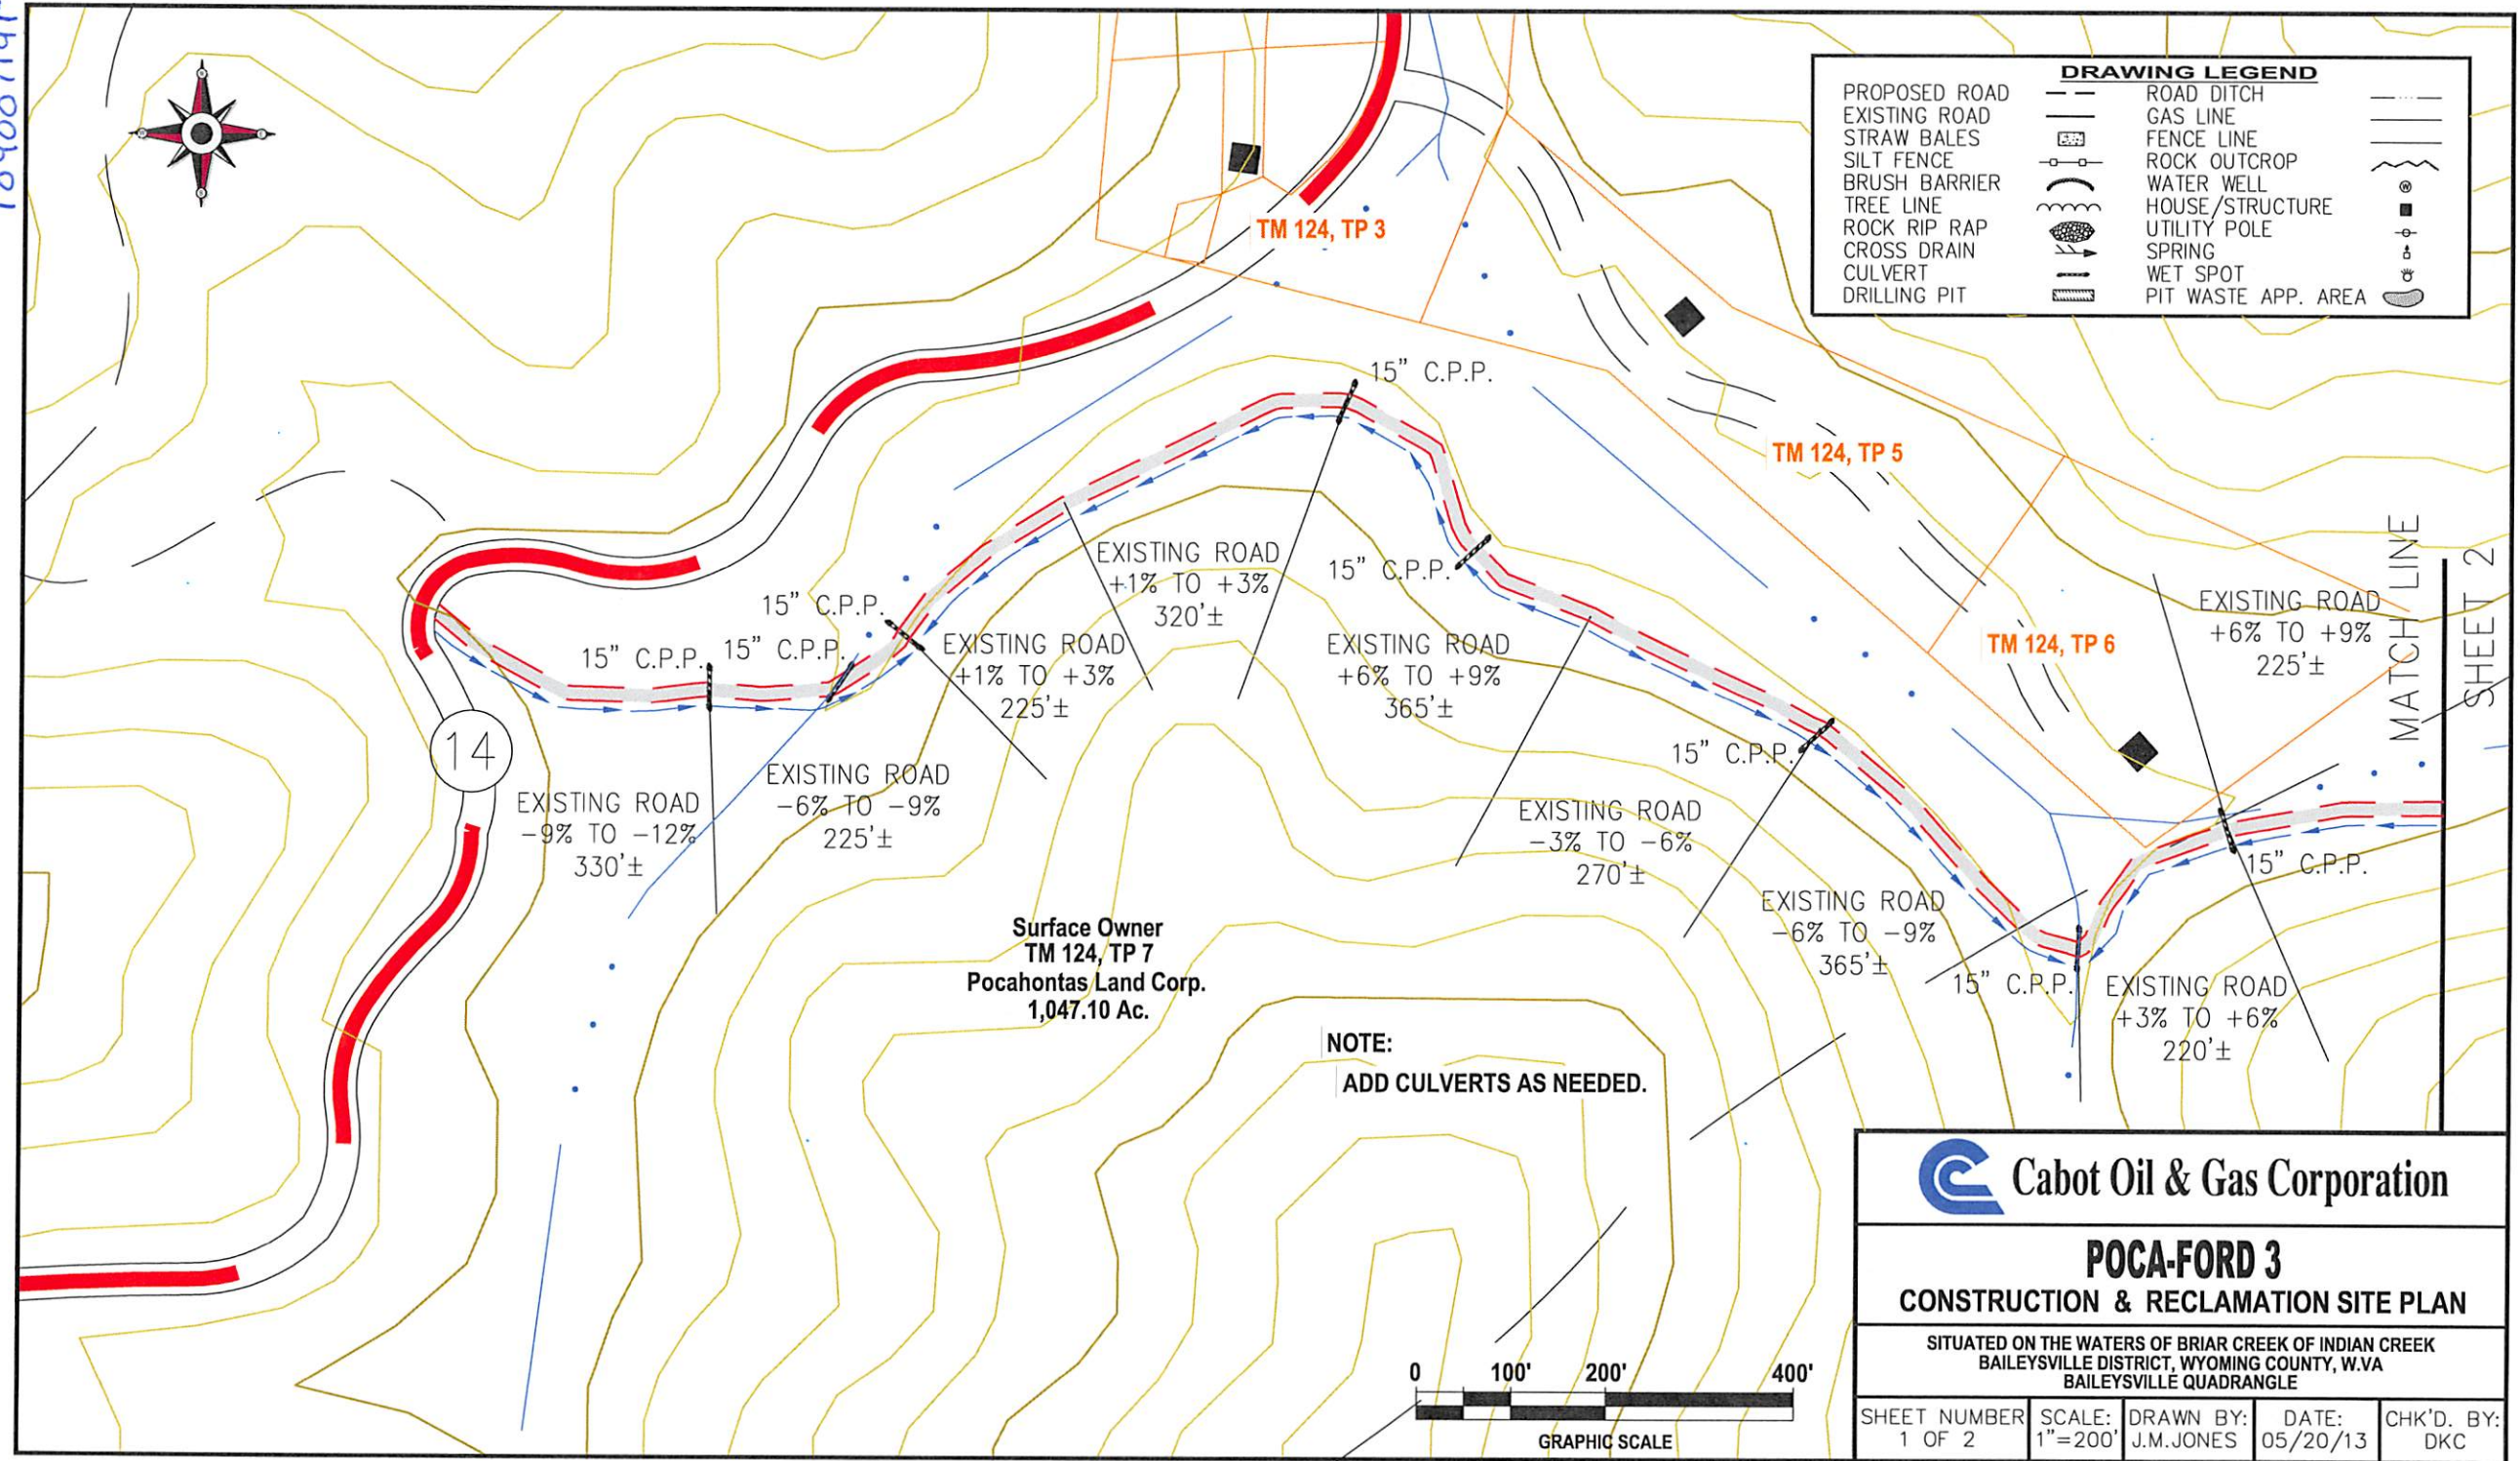 DRAWING LEGEND
PROPOSED ROAD
EXISTING ROAD
STRAW BALES
SILT FENCE
BRUSH BARRIER
TREE LINE
ROCK RIP RAP
CROSS DRAIN
CULVERT
DRILLING PIT
ROAD DITCH
GAS LINE
FENCE LINE
ROCK OUTCROP
WATER WELL
HOUSE/STRUCTURE
UTILITY POLE
SPRING
WET SPOT
PIT WASTE APP. AREA
TM 124, TP 3
15" C.P.P.
TM 124, TP 5
EXISTING ROAD
+1% TO +3%
320'±
15" C.P.P.
15" C.P.P.
15" C.P.P.
15" C.P.P.
EXISTING ROAD
+1% TO +3%
225'±
EXISTING ROAD
+6% TO +9%
365'±
TM 124, TP 6
EXISTING ROAD
+6% TO +9%
225'±
MATCH LINE
SHEET 2
14
EXISTING ROAD
-9% TO -12%
330'±
EXISTING ROAD
-6% TO -9%
225'±
15" C.P.P.
EXISTING ROAD
-3% TO -6%
270'±
15" C.P.P.
EXISTING ROAD
-6% TO -9%
365'±
15" C.P.P.
EXISTING ROAD
+3% TO +6%
220'±
Surface Owner
TM 124, TP 7
Pocahontas Land Corp.
1,047.10 Ac.
NOTE:
ADD CULVERTS AS NEEDED.
0 100' 200' 400'
GRAPHIC SCALE
Cabot Oil & Gas Corporation
POCA-FORD 3
CONSTRUCTION & RECLAMATION SITE PLAN
SITUATED ON THE WATERS OF BRIAR CREEK OF INDIAN CREEK
BAILEYSVILLE DISTRICT, WYOMING COUNTY, W.VA
BAILEYSVILLE QUADRANGLE
SHEET NUMBER
1 OF 2
SCALE:
1"=200'
DRAWN BY:
J.M.JONES
DATE:
05/20/13
CHK'D. BY:
DKC